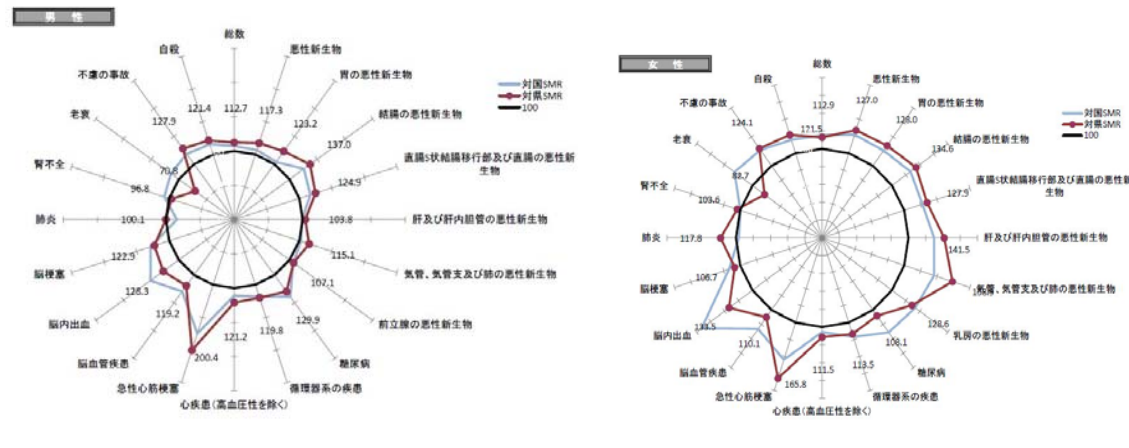 男 性
総数
悪性新生物
胃の悪性新生物
結腸の悪性新生物
直腸S状結腸移行部及び直腸の悪性新
生物
肝及び肝内胆管の悪性新生物
気管、気管支及び肺の悪性新生物
前立腺の悪性新生物
糖尿病
循環器系の疾患
心疾患(高血圧性を除く)
急性心筋梗塞
脳血管疾患
脳内出血
脳梗塞
肺炎
腎不全
老衰
不慮の事故
自殺
112.7
117.3
123.2
137.0
124.9
103.8
115.1
107.1
129.9
119.8
121.2
200.4
119.2
128.3
122.9
100.1
96.8
70.8
127.9
121.4
対国SMR
対県SMR
100
女 性
総数
悪性新生物
胃の悪性新生物
結腸の悪性新生物
直腸S状結腸移行部及び直腸の悪性新
生物
肝及び肝内胆管の悪性新生物
気管、気管支及び肺の悪性新生物
乳房の悪性新生物
糖尿病
循環器系の疾患
心疾患(高血圧性を除く)
急性心筋梗塞
脳血管疾患
脳内出血
脳梗塞
肺炎
腎不全
老衰
不慮の事故
自殺
112.9
127.0
128.0
134.6
127.9
141.5
128.6
108.1
113.5
111.5
165.8
110.1
133.5
106.7
117.8
103.6
82.7
124.1
121.5
対国SMR
対県SMR
100